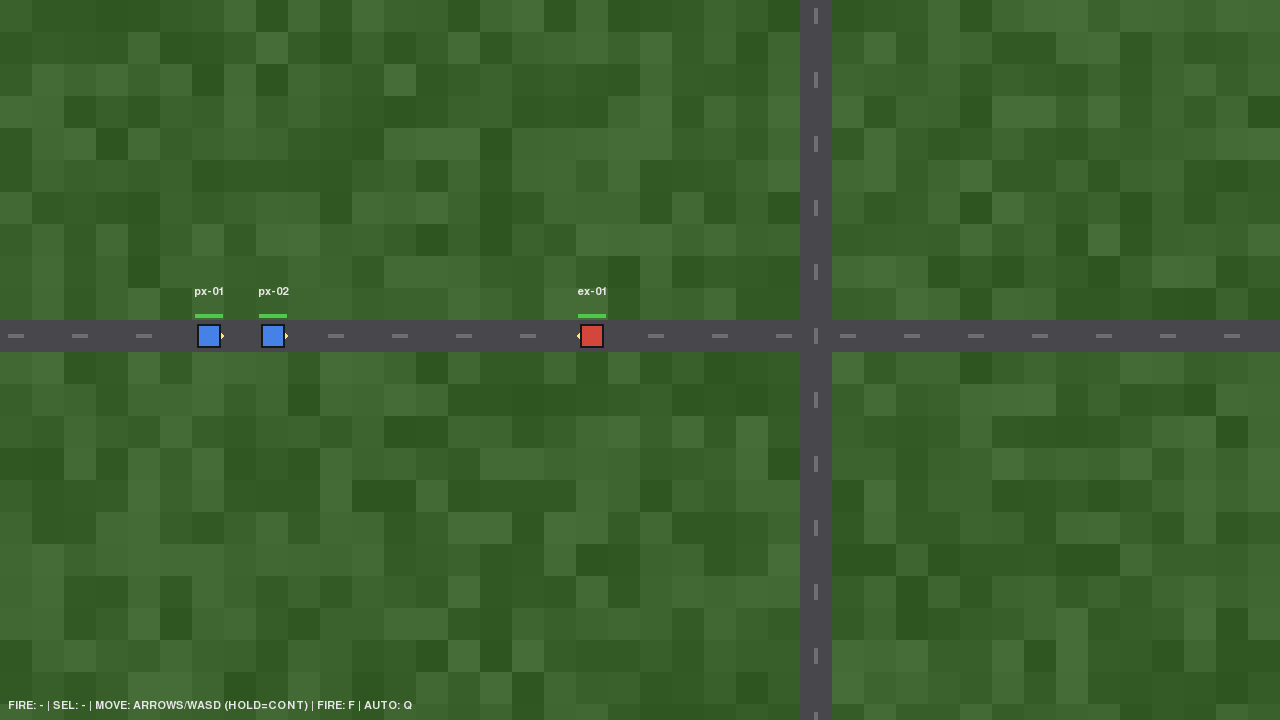 px-01 px-02 ex-01
FIRE: - | SEL: - | MOVE: ARROWS/WASD (HOLD=CONT) | FIRE: F | AUTO: Q